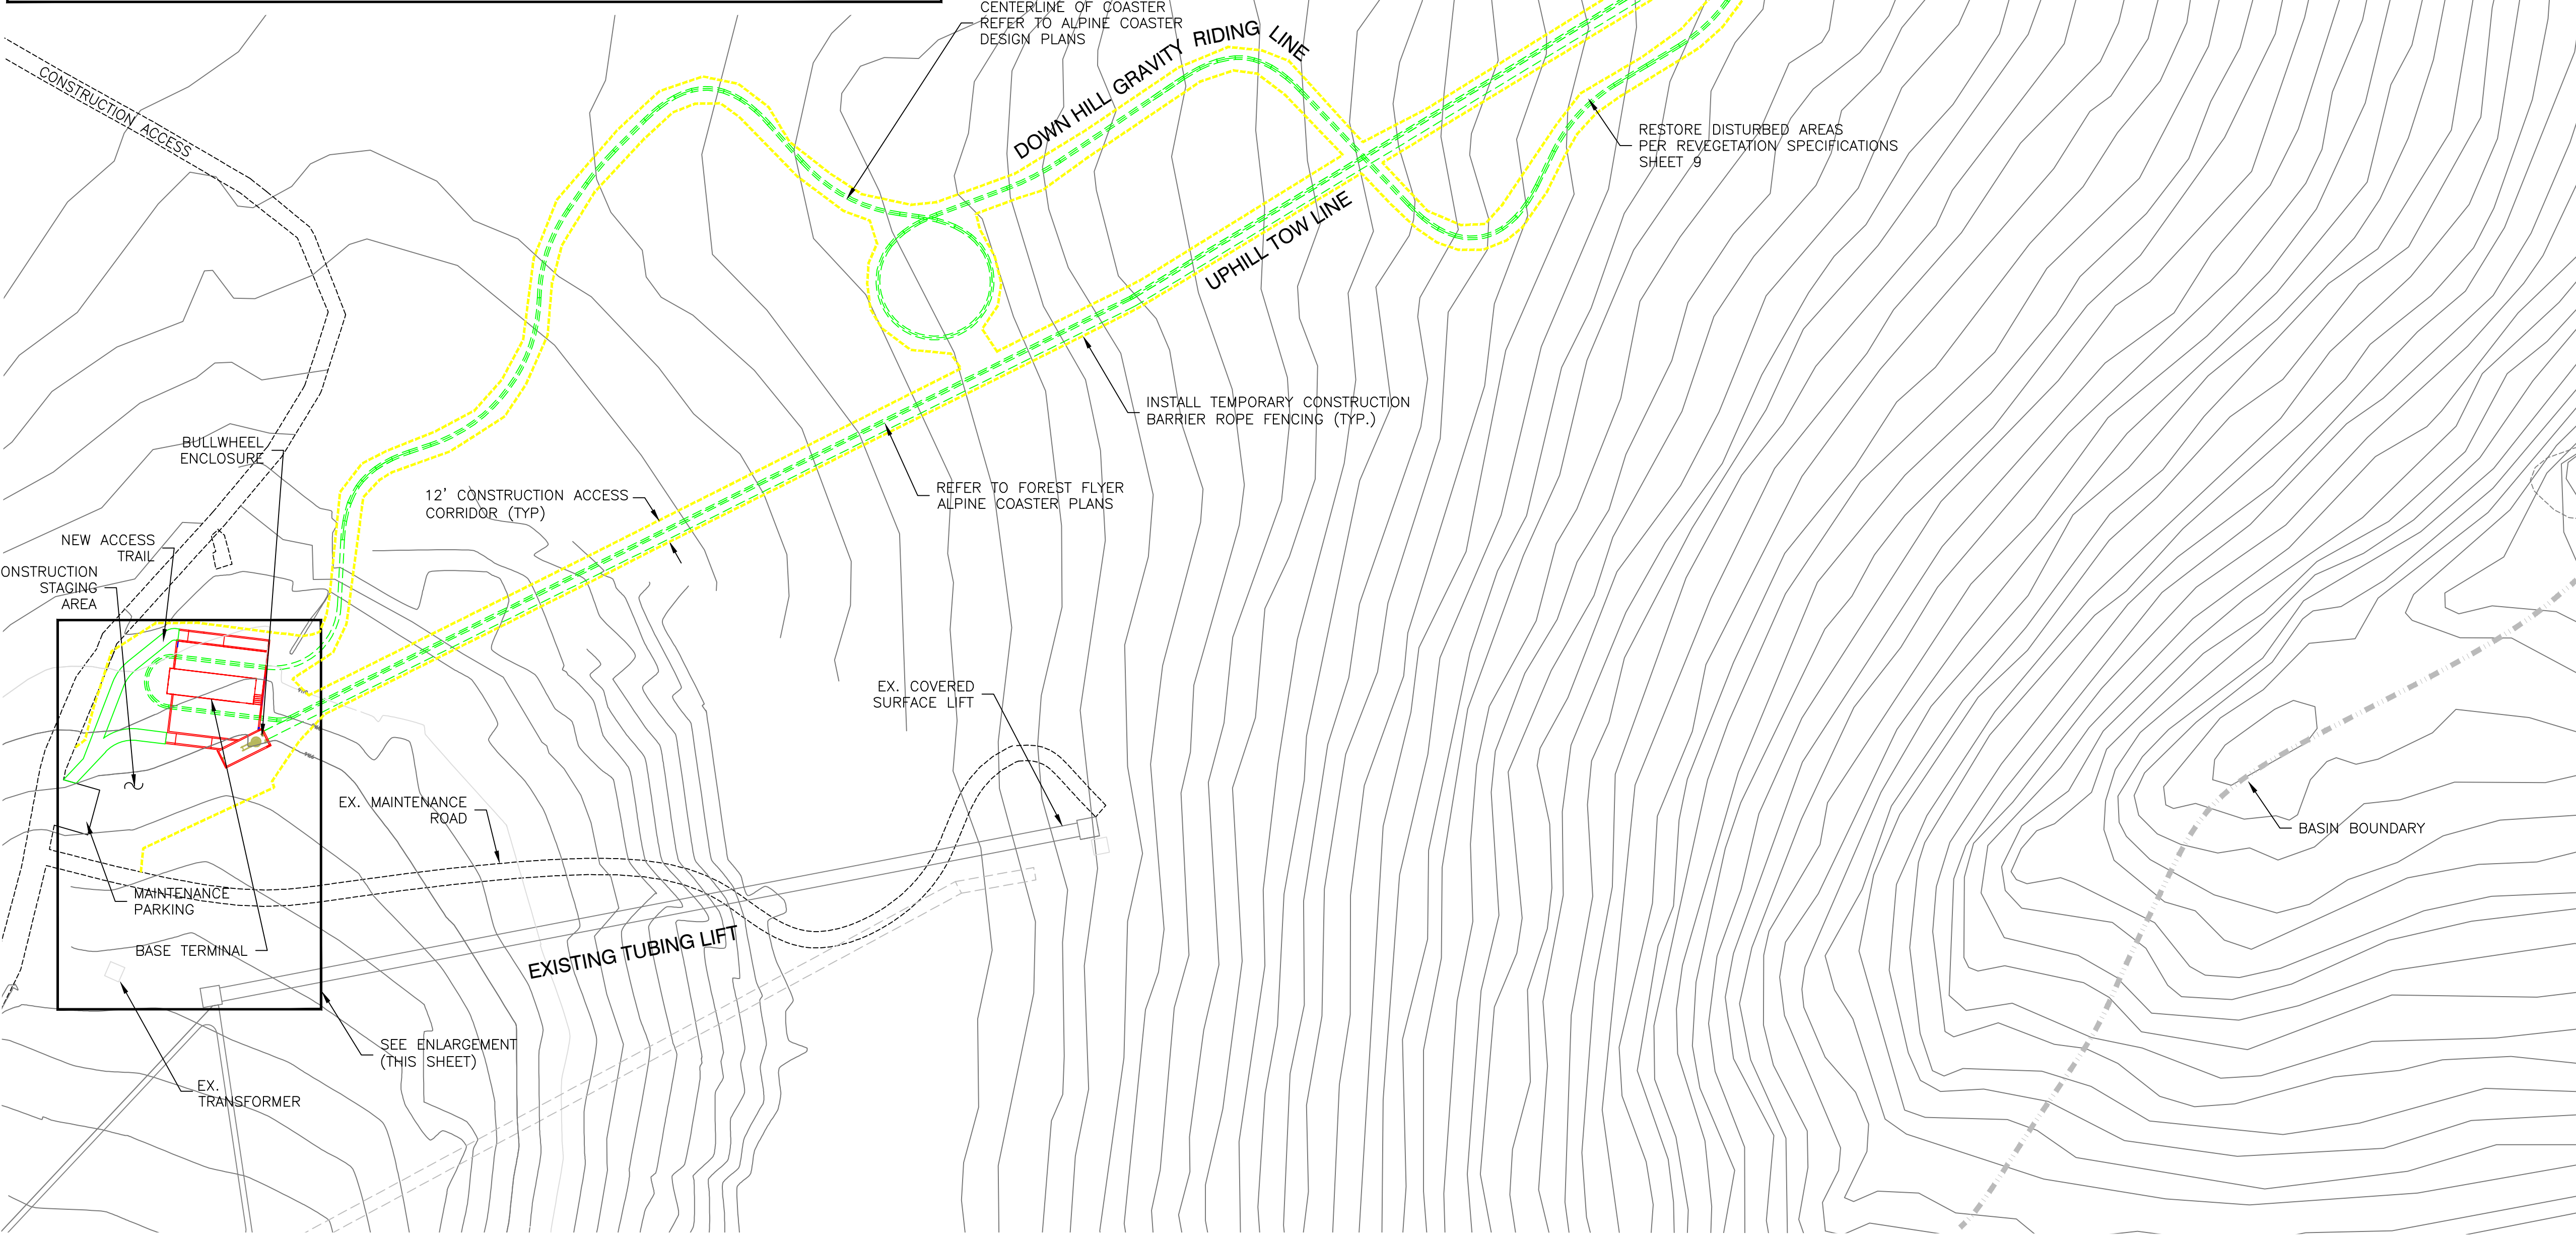 CENTERLINE OF COASTER
REFER TO ALPINE COASTER
DESIGN PLANS
DOWN HILL GRAVITY RIDING LINE
CONSTRUCTION ACCESS
RESTORE DISTURBED AREAS
PER REVEGETATION SPECIFICATIONS
SHEET 9
UPHILL TOW LINE
INSTALL TEMPORARY CONSTRUCTION
BARRIER ROPE FENCING (TYP.)
BULLWHEEL
ENCLOSURE
12' CONSTRUCTION ACCESS
CORRIDOR (TYP)
REFER TO FOREST FLYER
ALPINE COASTER PLANS
NEW ACCESS
TRAIL
ONSTRUCTION
STAGING
AREA
EX. COVERED
SURFACE LIFT
EX. MAINTENANCE
ROAD
BASIN BOUNDARY
MAINTENANCE
PARKING
BASE TERMINAL
EXISTING TUBING LIFT
SEE ENLARGEMENT
(THIS SHEET)
EX.
TRANSFORMER